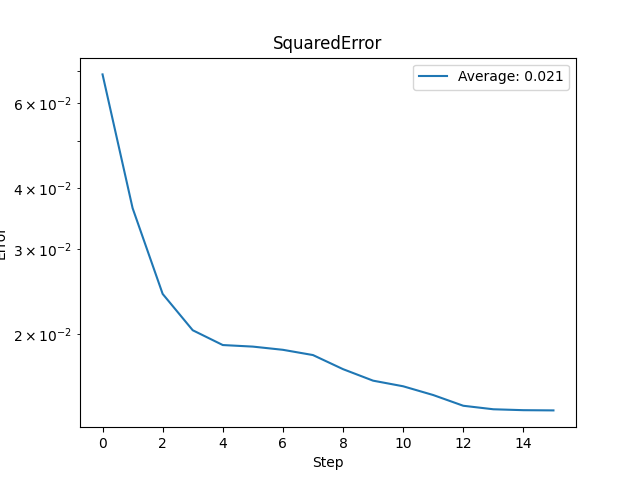 SquaredError
Average: 0.021
6 × 10⁻²
4 × 10⁻²
3 × 10⁻²
2 × 10⁻²
Error
0 2 4 6 8 10 12 14
Step